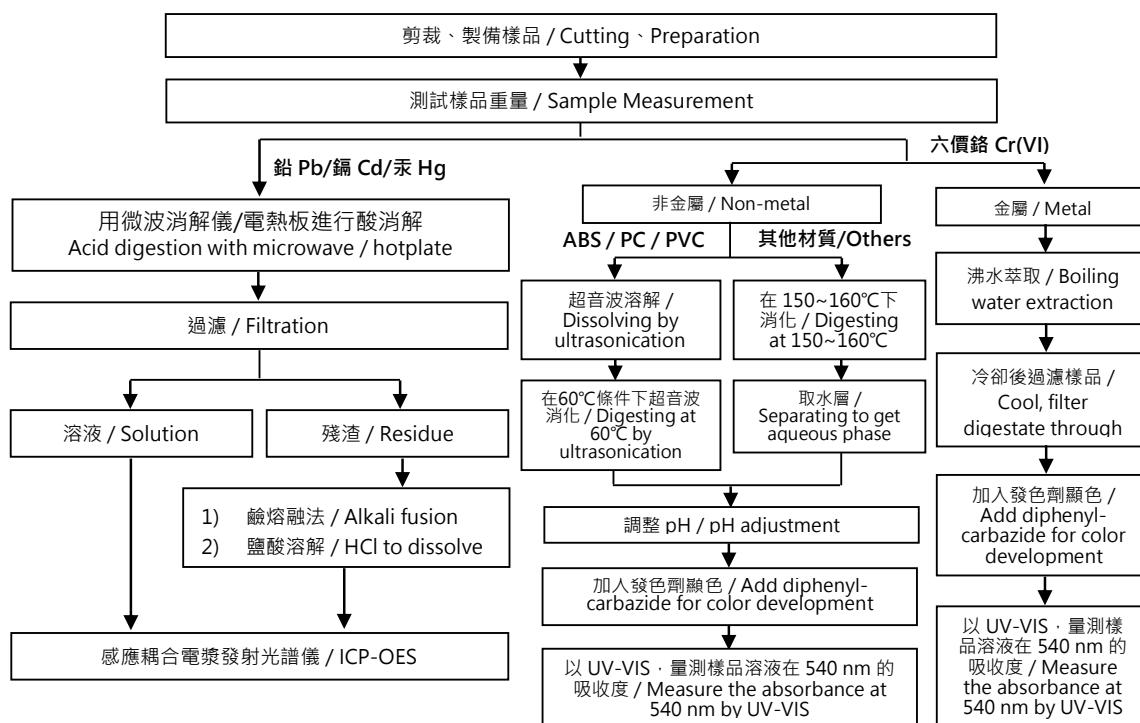 剪裁、製備樣品 / Cutting、Preparation
測試樣品重量 / Sample Measurement
鉛 Pb/鎘 Cd/汞 Hg
六價鉻 Cr(VI)
用微波消解儀/電熱板進行酸消解
Acid digestion with microwave / hotplate
過濾 / Filtration
溶液 / Solution
殘渣 / Residue
1) 鹼熔融法 / Alkali fusion
2) 鹽酸溶解 / HCl to dissolve
感應耦合電漿發射光譜儀 / ICP-OES
非金屬 / Non-metal
ABS / PC / PVC
其他材質/Others
超音波溶解 /
Dissolving by
ultrasonication
在60℃條件下超音波
消化 / Digesting at
60℃ by
ultrasonication
在 150~160℃下
消化 / Digesting
at 150~160℃
取水層 /
Separating to get
aqueous phase
調整 pH / pH adjustment
加入發色劑顯色 / Add diphenyl-
carbazide for color development
以 UV-VIS，量測樣品溶液在 540 nm 的
吸收度 / Measure the absorbance at
540 nm by UV-VIS
金屬 / Metal
沸水萃取 / Boiling
water extraction
冷卻後過濾樣品 /
Cool, filter
digestate through
加入發色劑顯色 /
Add diphenyl-
carbazide for color
development
以 UV-VIS，量測樣
品溶液在 540 nm 的
吸收度 / Measure
the absorbance at
540 nm by UV-VIS